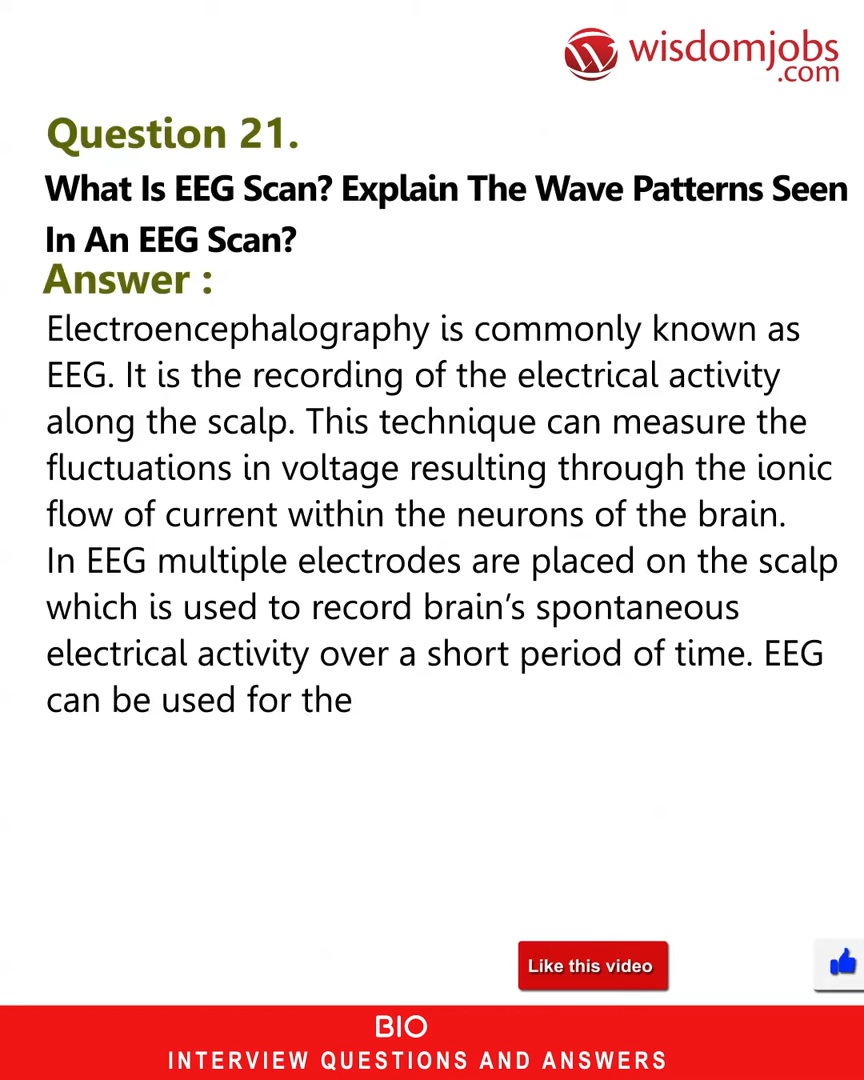 wisdomjobs
.com
Question 21.
What Is EEG Scan? Explain The Wave Patterns Seen
In An EEG Scan?
Answer :
Electroencephalography is commonly known as
EEG. It is the recording of the electrical activity
along the scalp. This technique can measure the
fluctuations in voltage resulting through the ionic
flow of current within the neurons of the brain.
In EEG multiple electrodes are placed on the scalp
which is used to record brain’s spontaneous
electrical activity over a short period of time. EEG
can be used for the
Like this video
BIO
INTERVIEW QUESTIONS AND ANSWERS